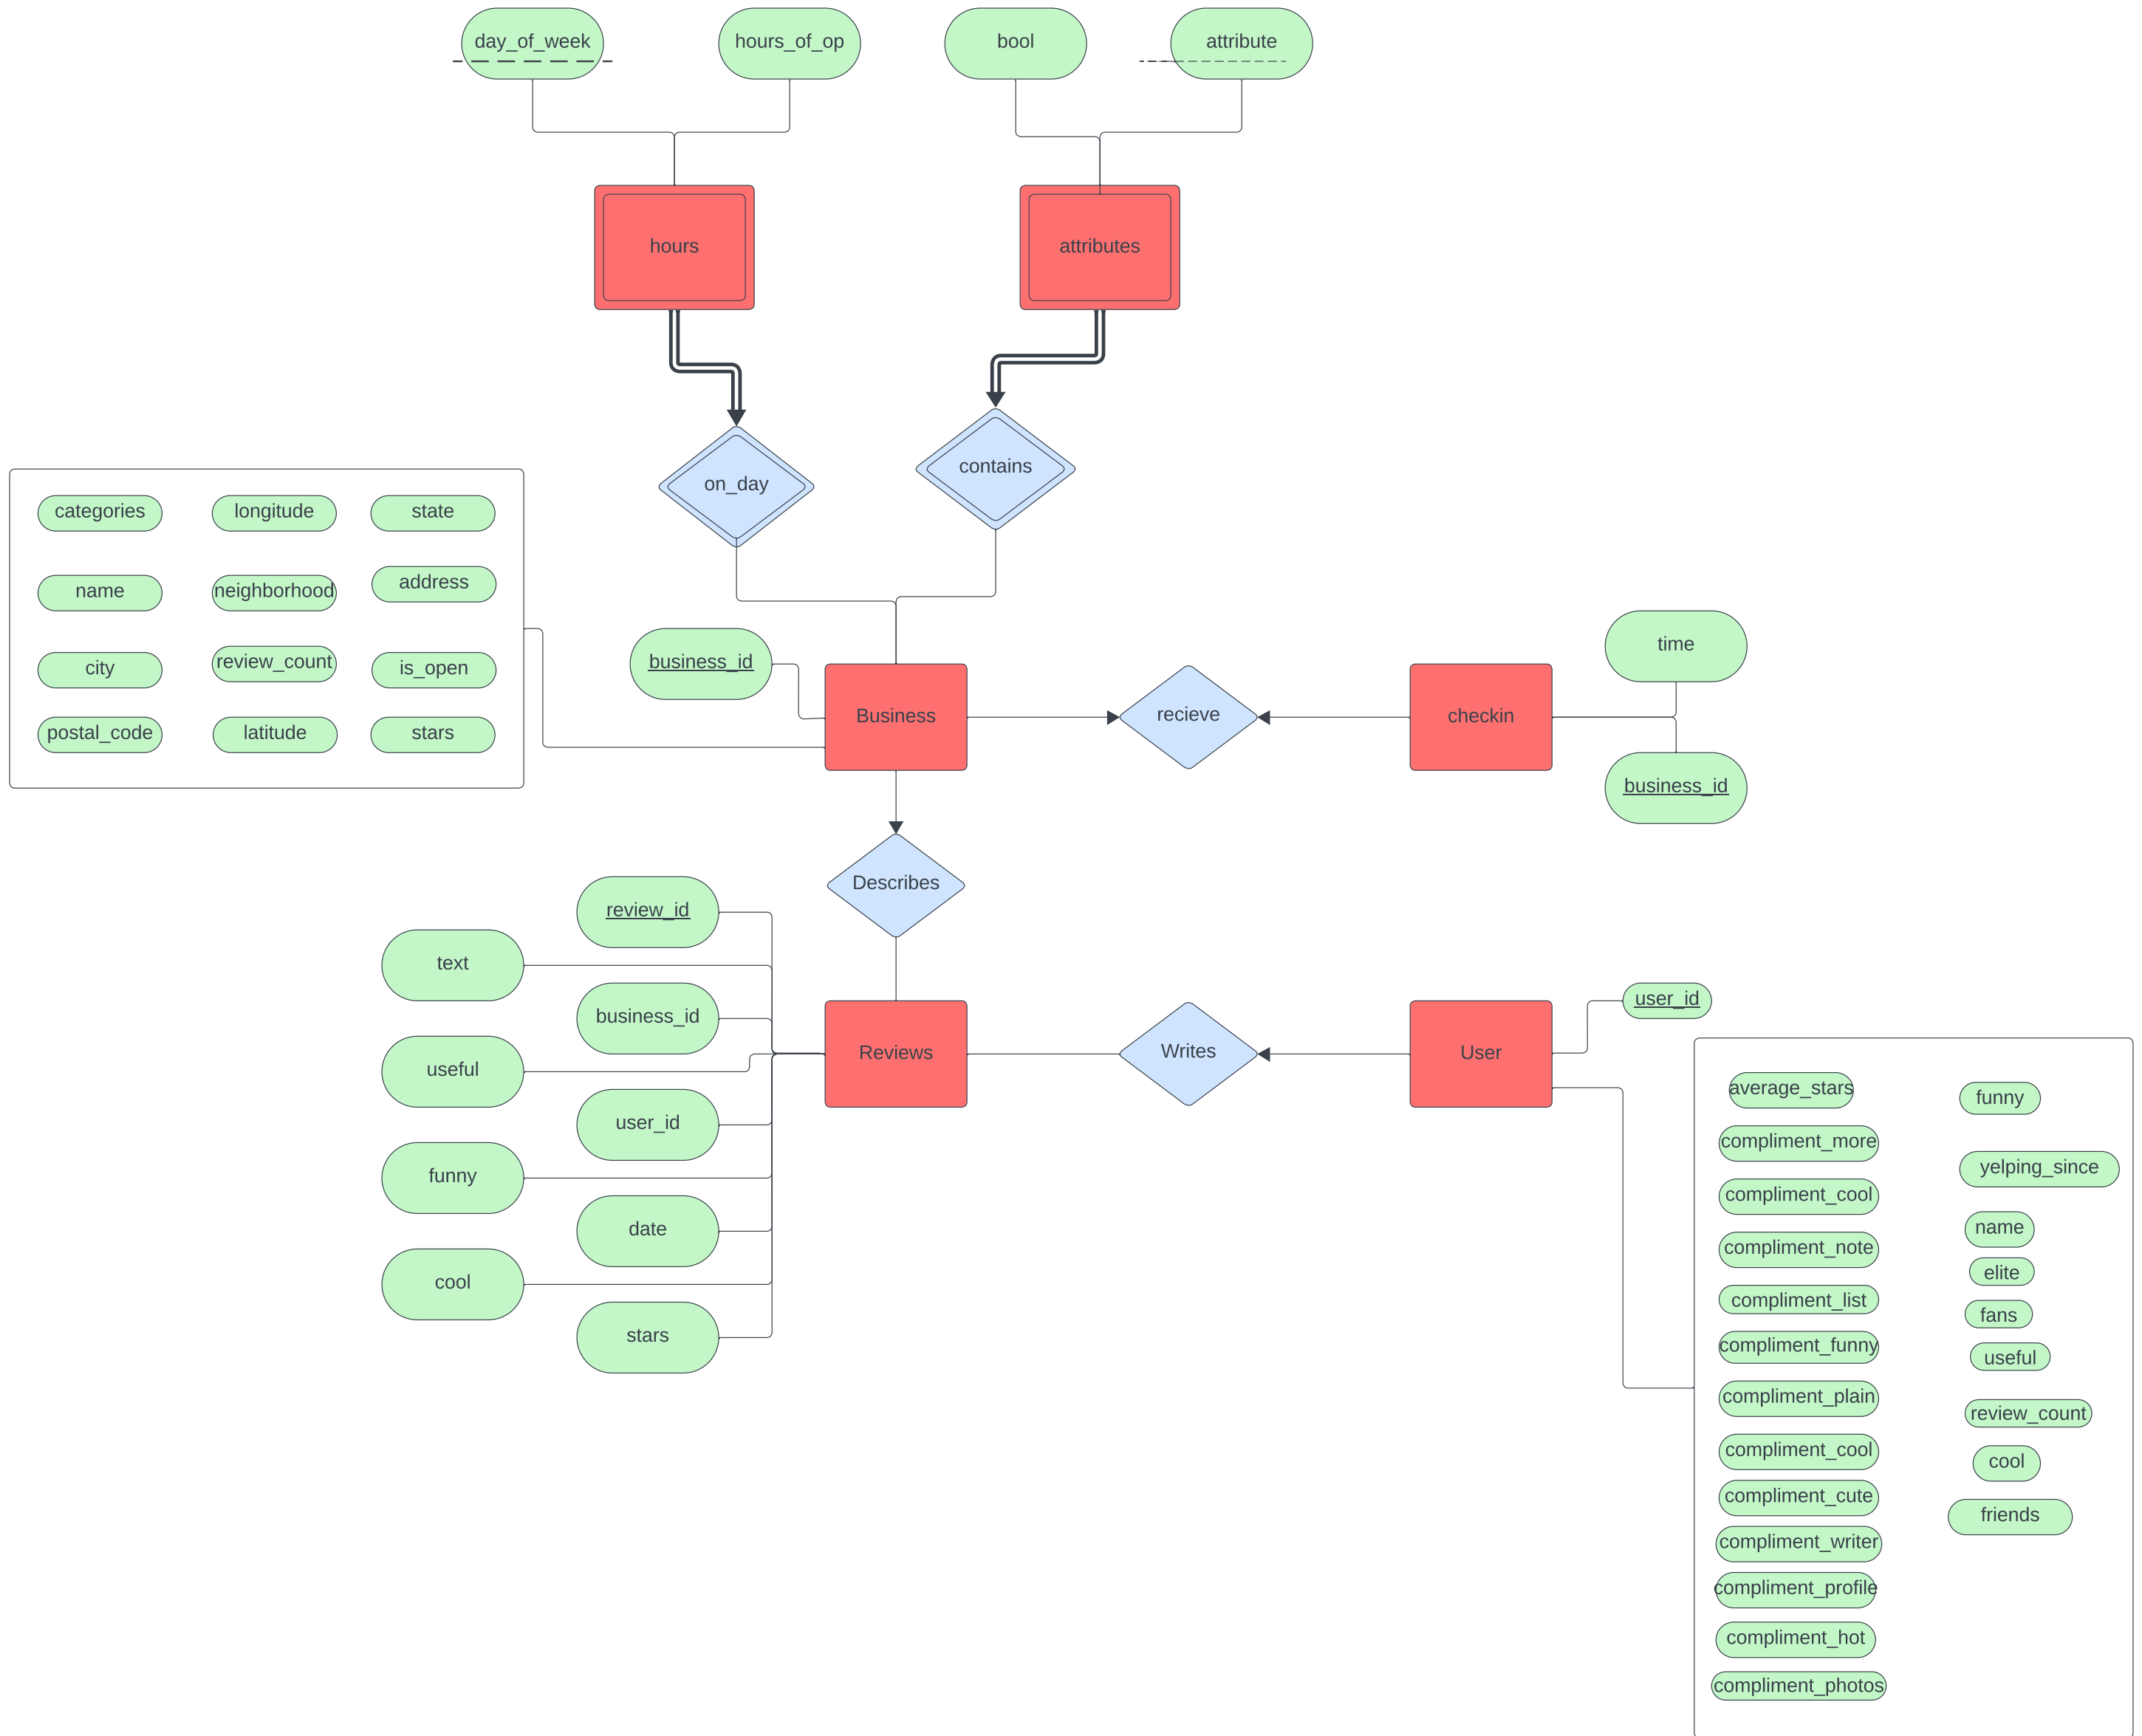 day_of_week
hours_of_op
bool
attribute
hours
attributes
on_day
contains
categories
longitude
state
name
neighborhood
address
city
review_count
is_open
postal_code
latitude
stars
business_id
Business
recieve
checkin
time
business_id
Describes
review_id
text
business_id
useful
user_id
funny
date
cool
stars
Reviews
Writes
User
user_id
average_stars
compliment_more
compliment_cool
compliment_note
compliment_list
compliment_funny
compliment_plain
compliment_cool
compliment_cute
compliment_writer
compliment_profile
compliment_hot
compliment_photos
funny
yelping_since
name
elite
fans
useful
review_count
cool
friends